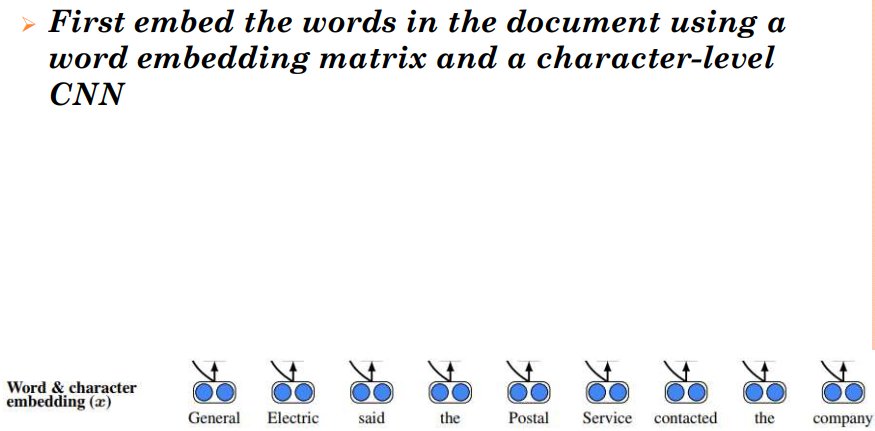 First embed the words in the document using a
word embedding matrix and a character-level
CNN
Word & character
embedding (x)
General Electric said the Postal Service contacted the company